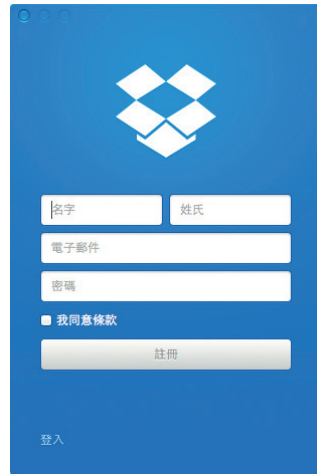 名字 姓氏
電子郵件
密碼
我同意條款
註冊
登入